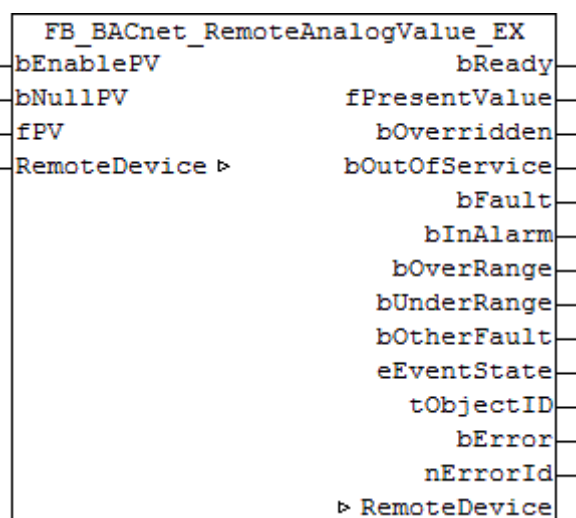 FB_BACnet_RemoteAnalogValue_EX
bEnablePV bReady
bNullPV fPresentValue
fPV bOverridden
RemoteDevice ▷ bOutOfService
bFault
bInAlarm
bOverRange
bUnderRange
bOtherFault
eEventState
tObjectID
bError
nErrorId
▷ RemoteDevice